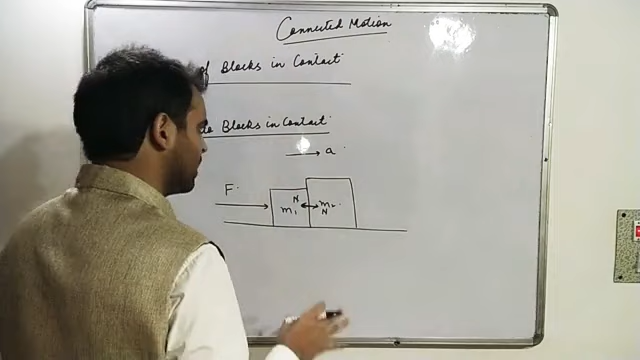 Connected Motion
of Blocks in Contact
Blocks in Contact
a
F
N
m₁ m₂
N